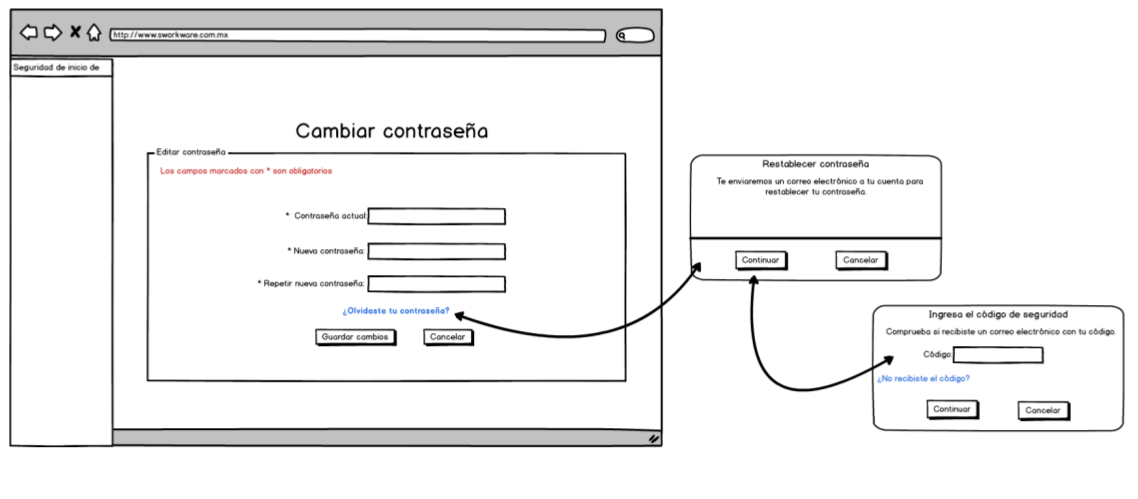 http://www.sworkware.com.mx
Seguridad de inicio de
Cambiar contraseña
Editar contraseña
Los campos marcados con * son obligatorios
* Contraseña actual:
* Nueva contraseña:
* Repetir nueva contraseña:
¿Olvidaste tu contraseña?
Guardar cambios
Cancelar
Restablecer contraseña
Te enviaremos un correo electrónico a tu cuenta para
restablecer tu contraseña.
Continuar
Cancelar
Ingresa el código de seguridad
Comprueba si recibiste un correo electrónico con tu código.
Código:
¿No recibiste el código?
Continuar
Cancelar